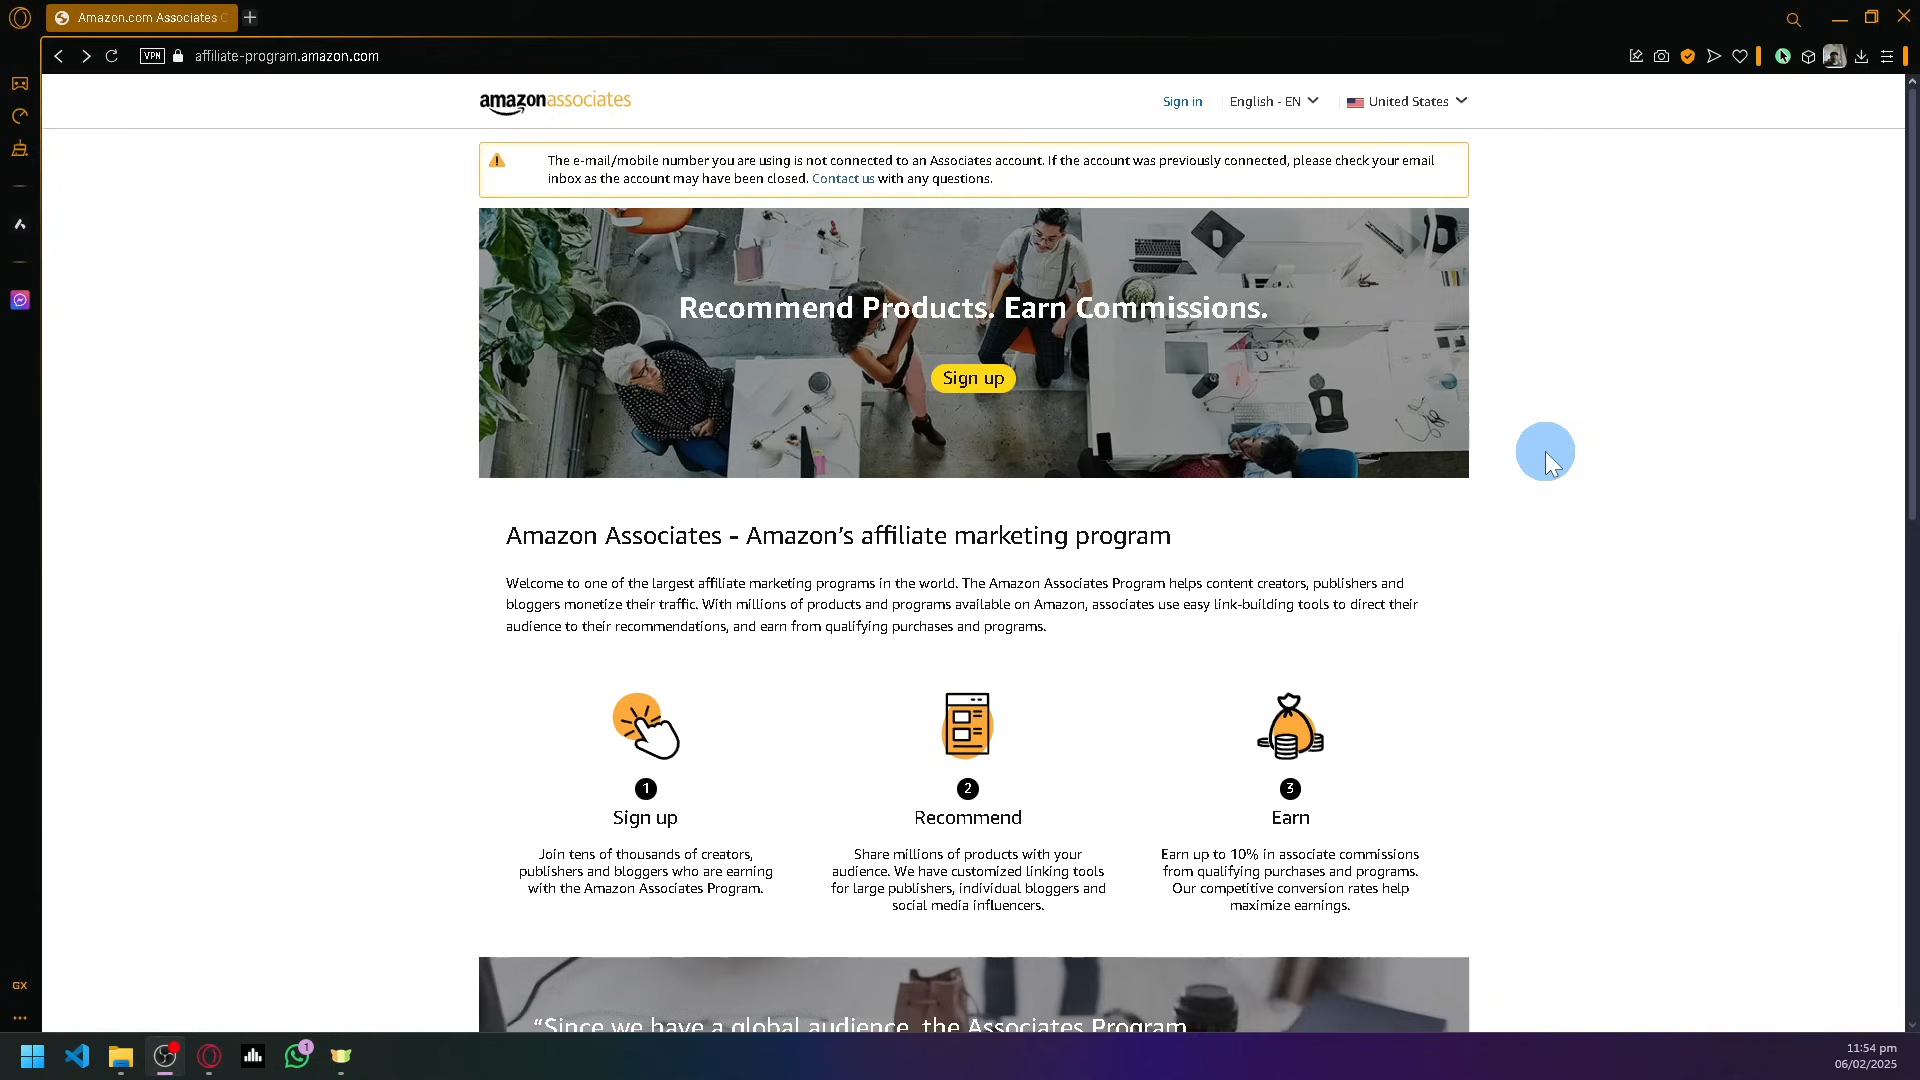 Amazon.com Associates C
VPN
affiliate-program.amazon.com
amazonassociates
Sign in
English - EN
United States
The e-mail/mobile number you are using is not connected to an Associates account. If the account was previously connected, please check your email
inbox as the account may have been closed. Contact us with any questions.
Recommend Products. Earn Commissions.
Sign up
Amazon Associates - Amazon's affiliate marketing program
Welcome to one of the largest affiliate marketing programs in the world. The Amazon Associates Program helps content creators, publishers and
bloggers monetize their traffic. With millions of products and programs available on Amazon, associates use easy link-building tools to direct their
audience to their recommendations, and earn from qualifying purchases and programs.
1
Sign up
Join tens of thousands of creators,
publishers and bloggers who are earning
with the Amazon Associates Program.
2
Recommend
Share millions of products with your
audience. We have customized linking tools
for large publishers, individual bloggers and
social media influencers.
3
Earn
Earn up to 10% in associate commissions
from qualifying purchases and programs.
Our competitive conversion rates help
maximize earnings.
“Since we have a global audience, the Associates Program
GX
1
11:54 pm
06/02/2025